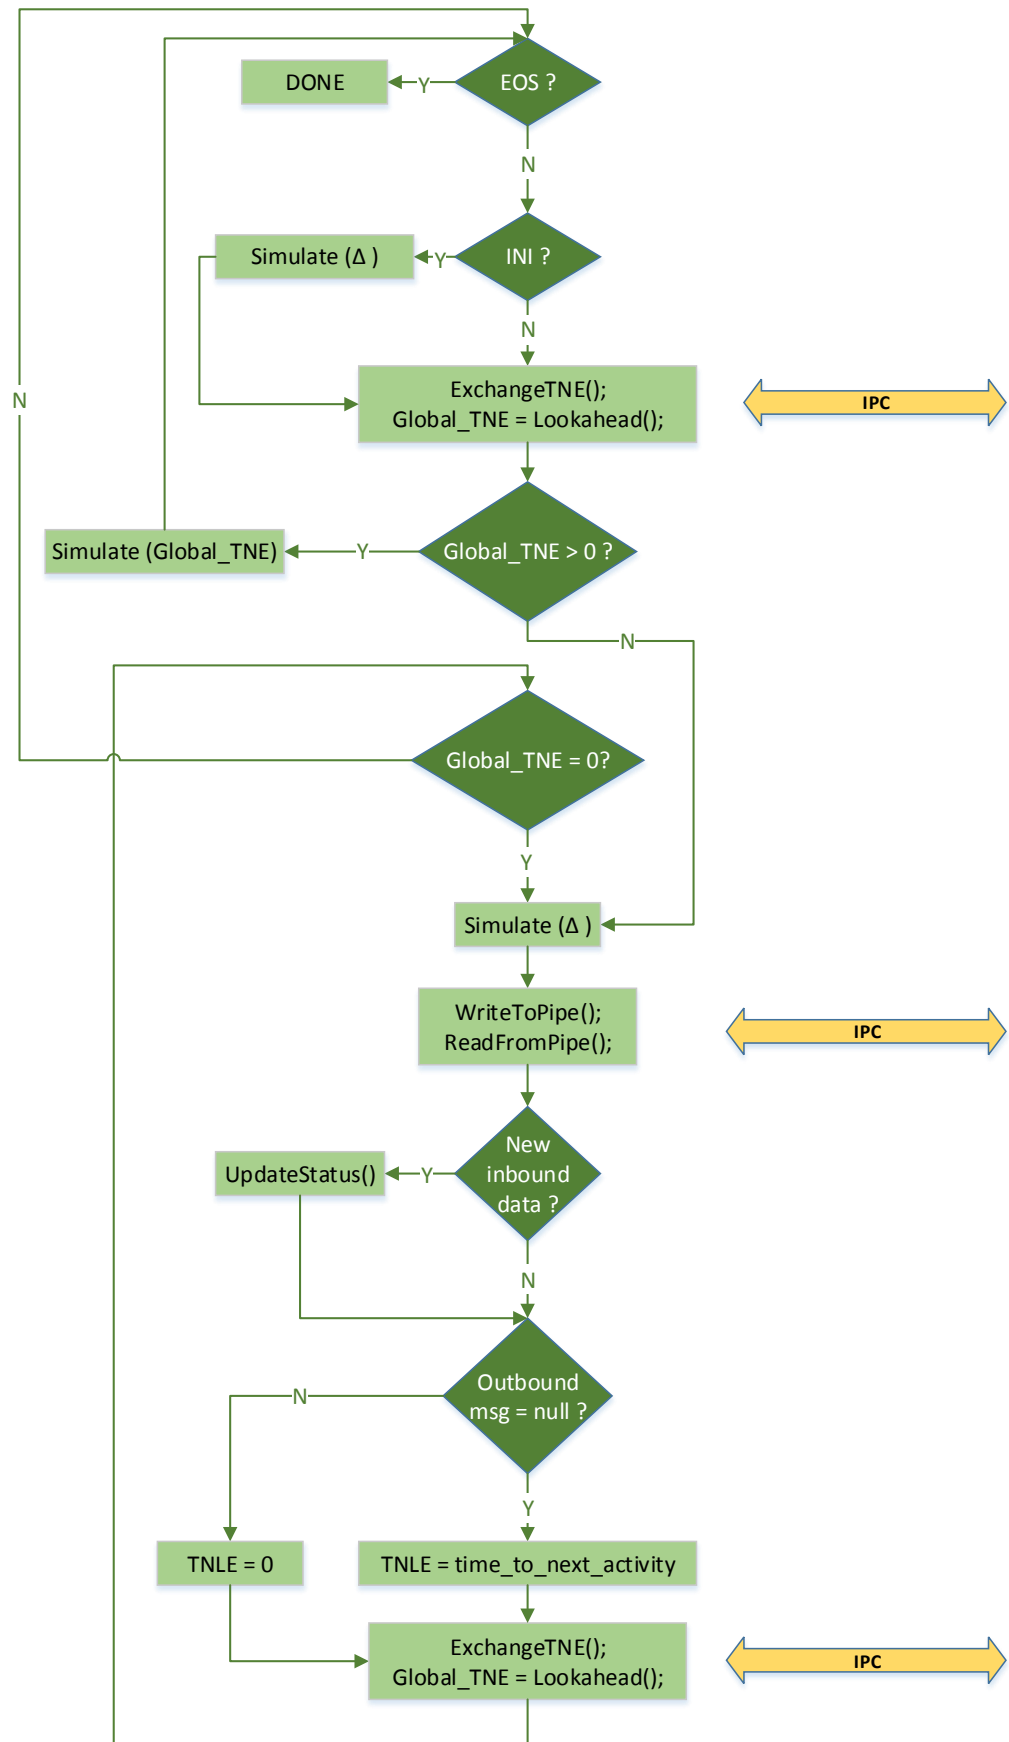 EOS ?
Y
DONE
N
INI ?
Y
Simulate (Δ )
N
ExchangeTNE();
Global_TNE = Lookahead();
IPC
N
Global_TNE > 0 ?
Y
Simulate (Global_TNE)
N
Global_TNE = 0?
Y
Simulate (Δ )
WriteToPipe();
ReadFromPipe();
IPC
New
inbound
data ?
Y
UpdateStatus()
N
Outbound
msg = null ?
N
Y
TNLE = 0
TNLE = time_to_next_activity
ExchangeTNE();
Global_TNE = Lookahead();
IPC